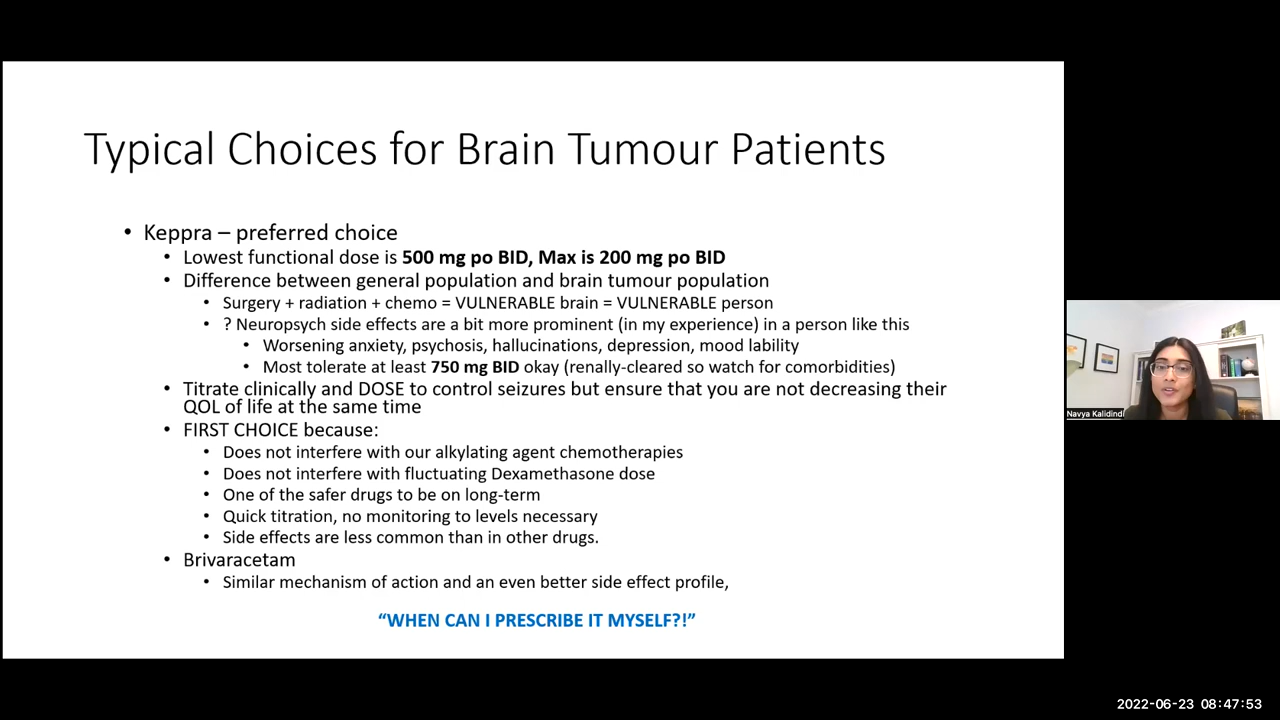 Typical Choices for Brain Tumour Patients
• Keppra – preferred choice
• Lowest functional dose is 500 mg po BID, Max is 200 mg po BID
• Difference between general population and brain tumour population
• Surgery + radiation + chemo = VULNERABLE brain = VULNERABLE person
• ? Neuropsych side effects are a bit more prominent (in my experience) in a person like this
• Worsening anxiety, psychosis, hallucinations, depression, mood lability
• Most tolerate at least 750 mg BID okay (renally-cleared so watch for comorbidities)
• Titrate clinically and DOSE to control seizures but ensure that you are not decreasing their
QOL of life at the same time
• FIRST CHOICE because:
• Does not interfere with our alkylating agent chemotherapies
• Does not interfere with fluctuating Dexamethasone dose
• One of the safer drugs to be on long-term
• Quick titration, no monitoring to levels necessary
• Side effects are less common than in other drugs.
• Brivaracetam
• Similar mechanism of action and an even better side effect profile,
“WHEN CAN I PRESCRIBE IT MYSELF?!”
Navya Kalidindi
2022-06-23 08:47:53